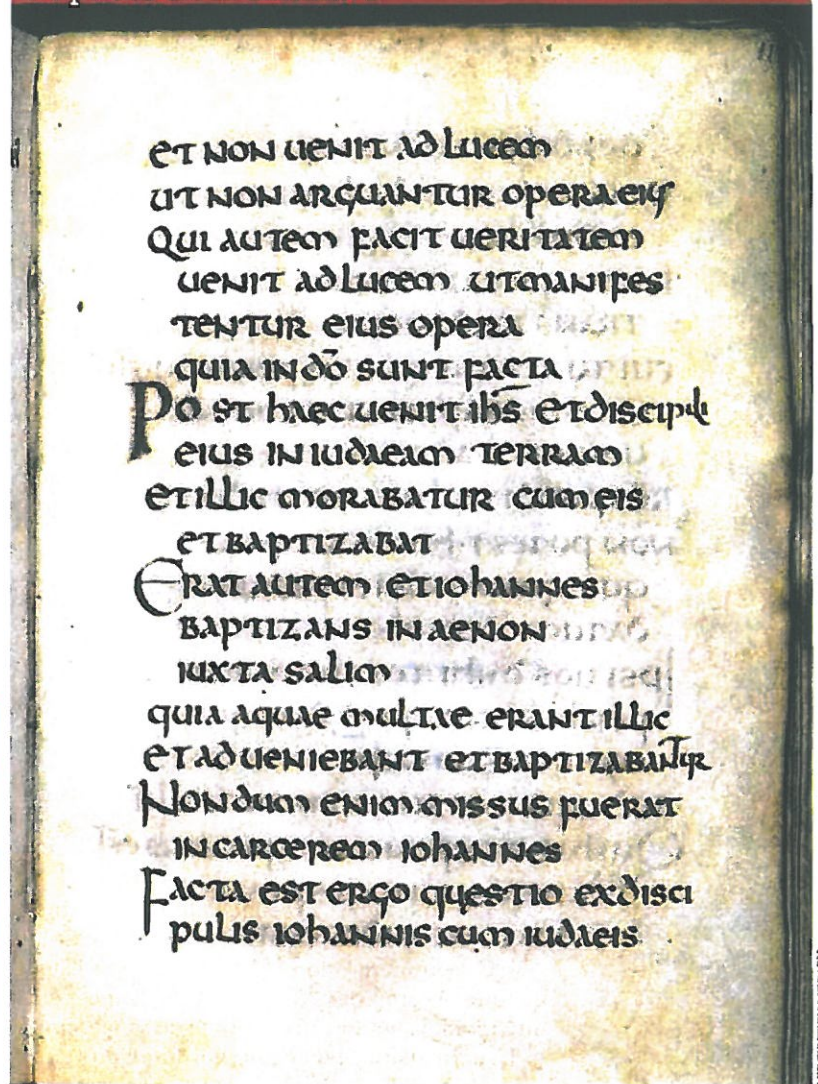 et non uenit ad lucem
ut non arguantur opera eius
Qui autem facit ueritatem
uenit ad lucem ut manifes
tentur eius opera
quia in dō sunt facta
Post haec uenit ihs̄ et discipuli
eius in iudaeam terram
et illic morabatur cum eis
et baptizabat
Erat autem et iohannes
baptizans in aenon
iuxta salim
quia aquae multae erant illic
et adueniebant et baptizabantur
Nondum enim missus fuerat
in carcerem iohannes
Facta est ergo quęstio ex disci
pulis iohannis cum iudaeis